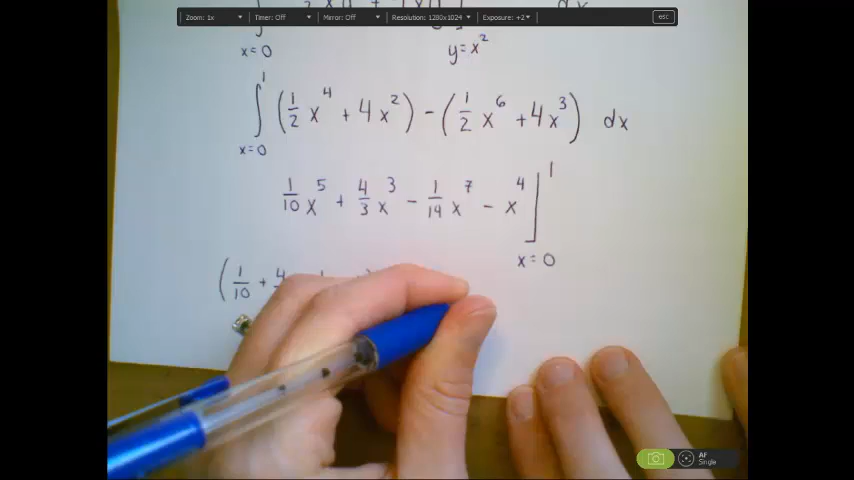 Zoom: 1x Timer: Off Mirror: Off Resolution: 1280x1024 Exposure: +2 esc
x=0 y=x²
∫ 1 x=0 (1/2 x⁴ + 4x²) - (1/2 x⁶ + 4x³) dx
1/10 x⁵ + 4/3 x³ - 1/14 x⁷ - x⁴ ] 1
x=0
(1/10 + 4
AF
Single